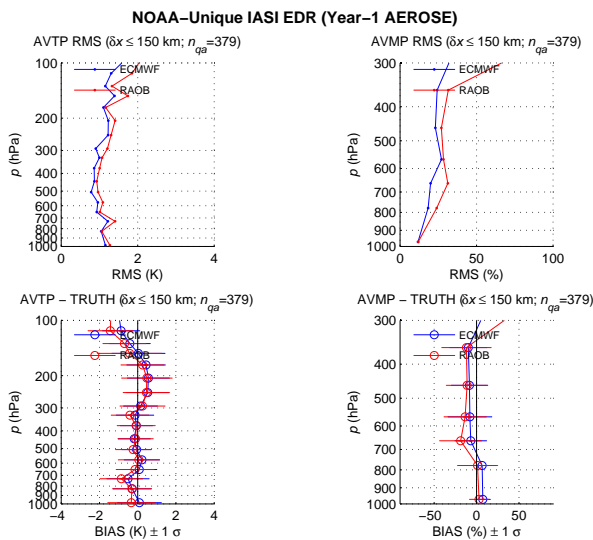 NOAA−Unique IASI EDR (Year−1 AEROSE)
AVTP RMS (δx ≤ 150 km; n_qa=379)
100
200
300
400
500
600
700
800
900
1000
p (hPa)
ECMWF
RAOB
0 2 4
RMS (K)
AVMP RMS (δx ≤ 150 km; n_qa=379)
300
400
500
600
700
800
900
1000
p (hPa)
ECMWF
RAOB
0 50 100
RMS (%)
AVTP − TRUTH (δx ≤ 150 km; n_qa=379)
100
200
300
400
500
600
700
800
900
1000
p (hPa)
ECMWF
RAOB
−4 −2 0 2 4
BIAS (K) ± 1 σ
AVMP − TRUTH (δx ≤ 150 km; n_qa=379)
300
400
500
600
700
800
900
1000
p (hPa)
ECMWF
RAOB
−50 0 50
BIAS (%) ± 1 σ